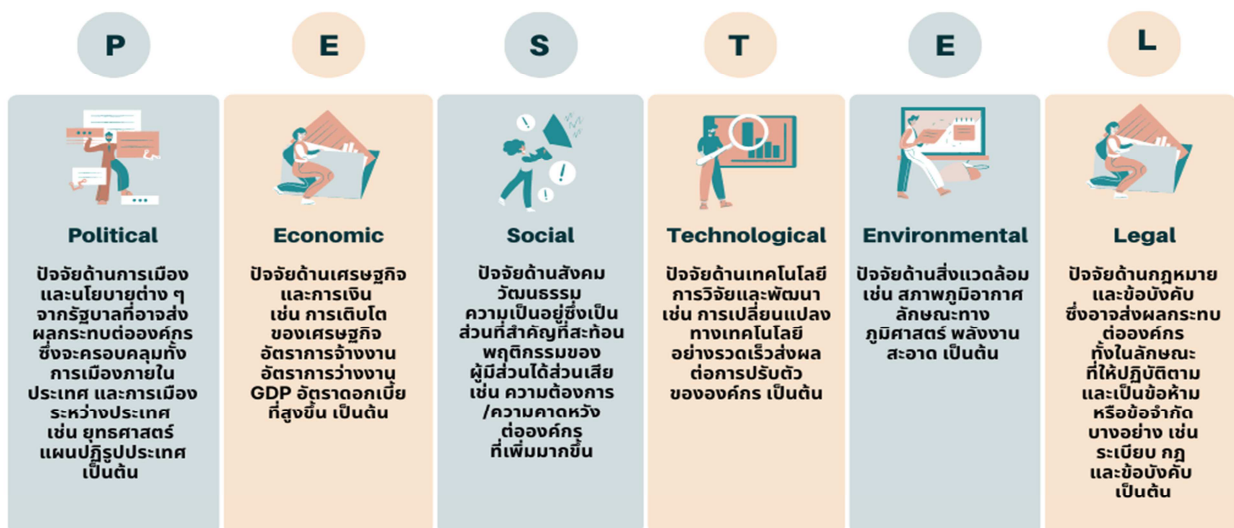 P
E
S
T
E
L
Political
ปัจจัยด้านการเมือง
และนโยบายต่าง ๆ
จากรัฐบาลที่อาจส่ง
ผลกระทบต่อองค์กร
ซึ่งจะครอบคลุมทั้ง
การเมืองภายใน
ประเทศ และการเมือง
ระหว่างประเทศ
เช่น ยุทธศาสตร์
แผนปฏิรูปประเทศ
เป็นต้น
Economic
ปัจจัยด้านเศรษฐกิจ
และการเงิน
เช่น การเติบโต
ของเศรษฐกิจ
อัตราการจ้างงาน
อัตราการว่างงาน
GDP อัตราดอกเบี้ย
ที่สูงขึ้น เป็นต้น
Social
ปัจจัยด้านสังคม
วัฒนธรรม
ความเป็นอยู่ซึ่งเป็น
ส่วนที่สำคัญที่สะท้อน
พฤติกรรมของ
ผู้มีส่วนได้ส่วนเสีย
เช่น ความต้องการ
/ความคาดหวัง
ต่อองค์กร
ที่เพิ่มมากขึ้น
Technological
ปัจจัยด้านเทคโนโลยี
การวิจัยและพัฒนา
เช่น การเปลี่ยนแปลง
ทางเทคโนโลยี
อย่างรวดเร็วส่งผล
ต่อการปรับตัว
ขององค์กร เป็นต้น
Environmental
ปัจจัยด้านสิ่งแวดล้อม
เช่น สภาพภูมิอากาศ
ลักษณะทาง
ภูมิศาสตร์ พลังงาน
สะอาด เป็นต้น
Legal
ปัจจัยด้านกฎหมาย
และข้อบังคับ
ซึ่งอาจส่งผลกระทบ
ต่อองค์กร
ทั้งในลักษณะ
ที่ให้ปฏิบัติตาม
และเป็นข้อห้าม
หรือข้อจำกัด
บางอย่าง เช่น
ระเบียบ กฎ
และข้อบังคับ
เป็นต้น